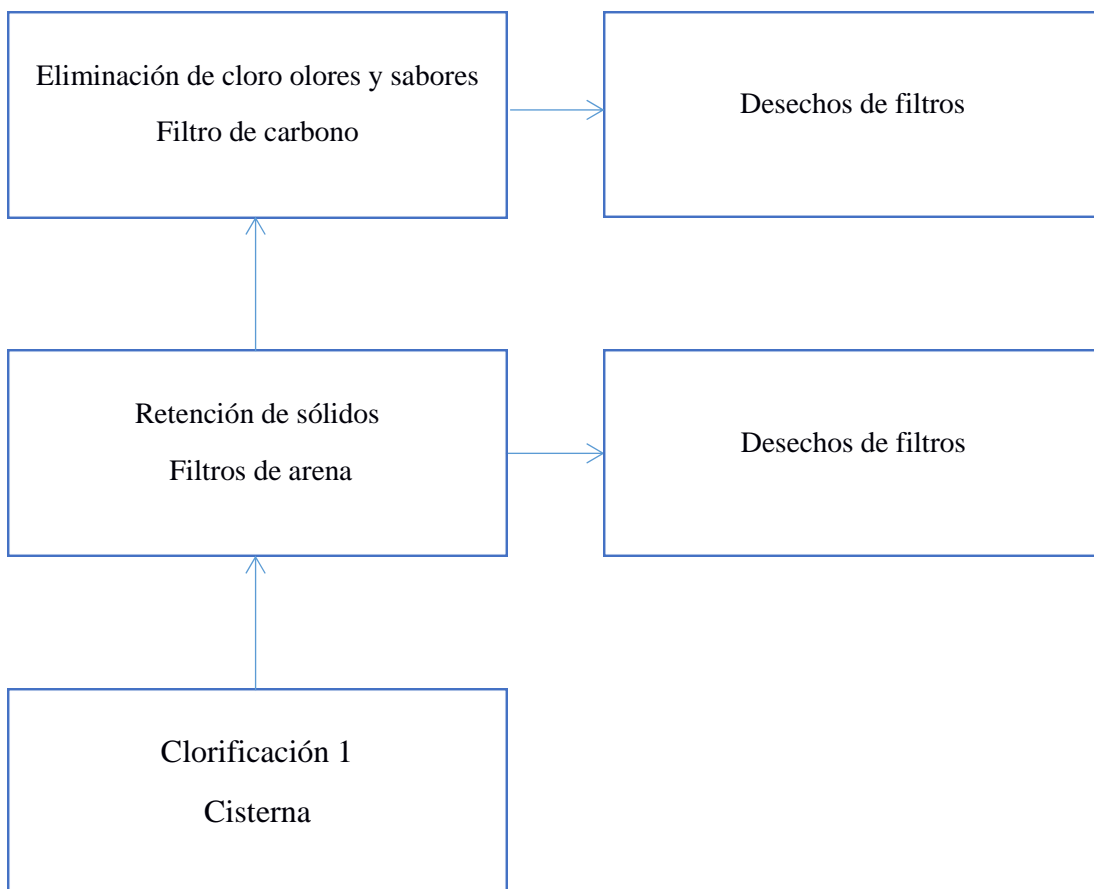 Eliminación de cloro olores y sabores
Filtro de carbono
Desechos de filtros
Retención de sólidos
Filtros de arena
Desechos de filtros
Clorificación 1
Cisterna